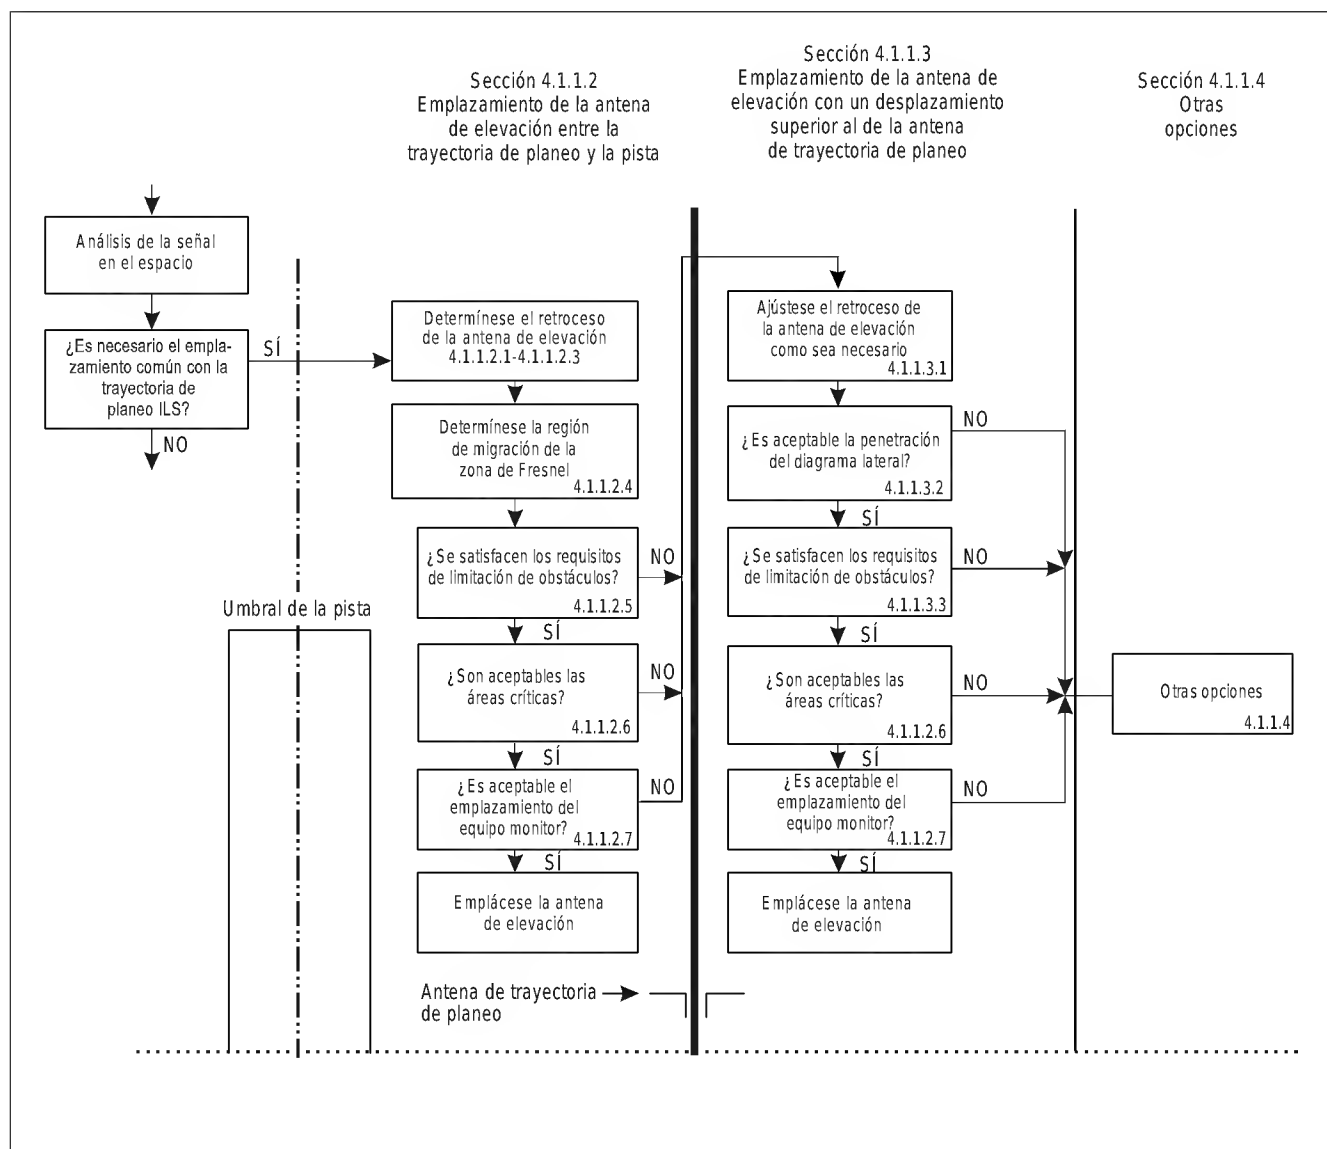 Sección 4.1.1.2
Emplazamiento de la antena
de elevación entre la
trayectoria de planeo y la pista
Sección 4.1.1.3
Emplazamiento de la antena de
elevación con un desplazamiento
superior al de la antena
de trayectoria de planeo
Sección 4.1.1.4
Otras
opciones
Análisis de la señal
en el espacio
¿Es necesario el empla-
zamiento común con la
trayectoria de
planeo ILS?
SÍ
NO
Determínese el retroceso
de la antena de elevación
4.1.1.2.1-4.1.1.2.3
Determínese la región
de migración de la
zona de Fresnel
4.1.1.2.4
¿Se satisfacen los requisitos
de limitación de obstáculos?
4.1.1.2.5
NO
SÍ
¿Son aceptables las
áreas críticas?
4.1.1.2.6
NO
SÍ
¿Es aceptable el
emplazamiento del
equipo monitor?
4.1.1.2.7
NO
SÍ
Emplácese la antena
de elevación
Ajústese el retroceso de
la antena de elevación
como sea necesario
4.1.1.3.1
¿Es aceptable la penetración
del diagrama lateral?
4.1.1.3.2
NO
SÍ
¿Se satisfacen los requisitos
de limitación de obstáculos?
4.1.1.3.3
NO
SÍ
¿Son aceptables las
áreas críticas?
4.1.1.2.6
NO
SÍ
¿Es aceptable el
emplazamiento del
equipo monitor?
4.1.1.2.7
NO
SÍ
Emplácese la antena
de elevación
Otras opciones
4.1.1.4
Umbral de la pista
Antena de trayectoria
de planeo